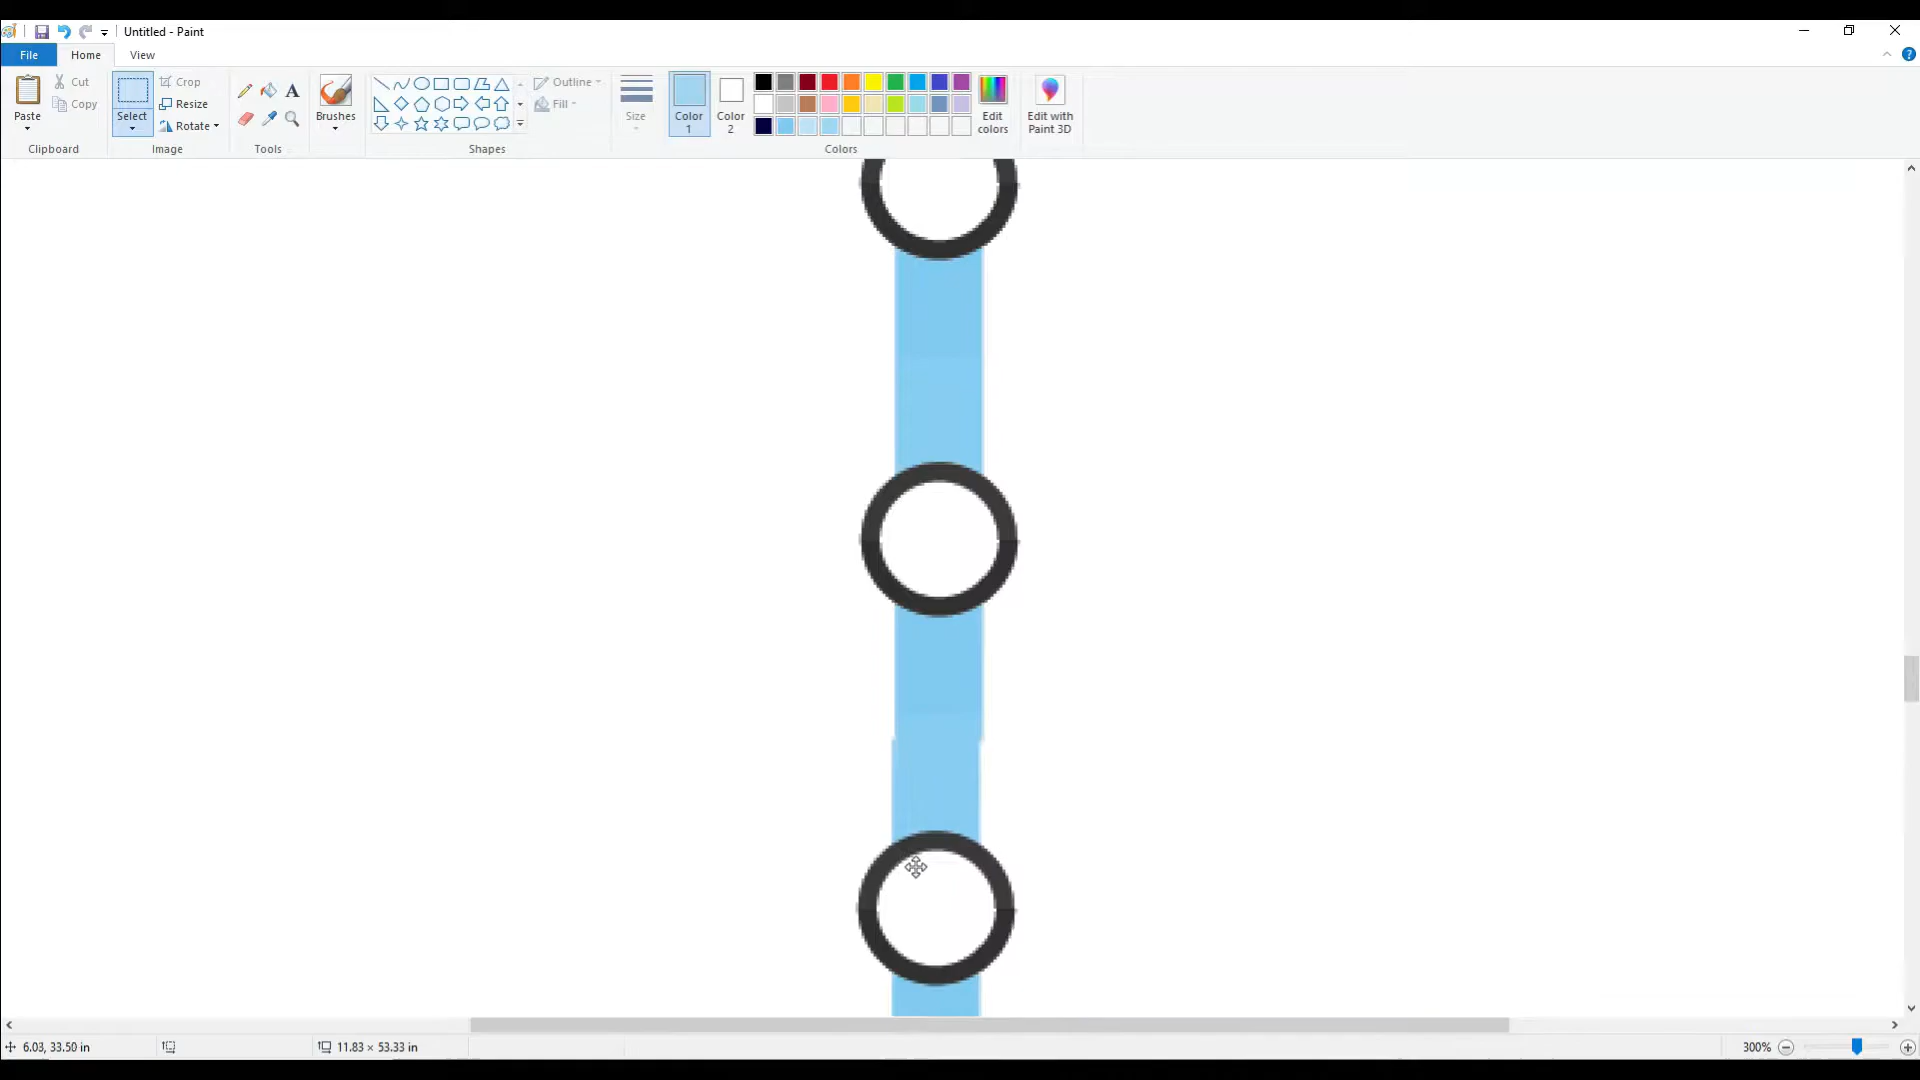 Untitled - Paint
File Home View
Paste
Cut
Copy
Clipboard
Select
Crop
Resize
Rotate
Image
A
Tools
Brushes
Shapes
Outline
Fill
Size
Color 1
Color 2
Colors
Edit colors
Edit with Paint 3D
6.03, 33.50 in
11.83 × 53.33 in
300%